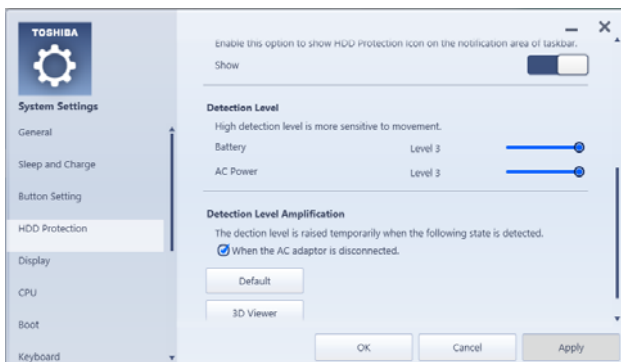 TOSHIBA
System Settings
General
Sleep and Charge
Button Setting
HDD Protection
Display
CPU
Boot
Keyboard
Enable this option to show HDD Protection Icon on the notification area of taskbar.
Show
Detection Level
High detection level is more sensitive to movement.
Battery Level 3
AC Power Level 3
Detection Level Amplification
The dection level is raised temporarily when the following state is detected.
When the AC adaptor is disconnected.
Default
3D Viewer
OK Cancel Apply